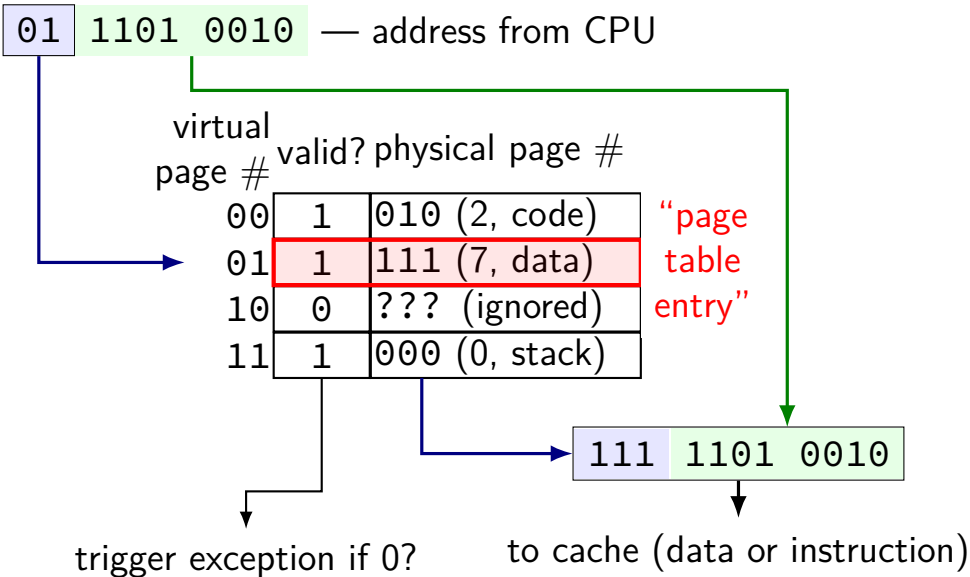 01 1101 0010 — address from CPU
virtual
page #
valid? physical page #
00 1 010 (2, code)
01 1 111 (7, data)
10 0 ??? (ignored)
11 1 000 (0, stack)
“page
table
entry”
111 1101 0010
trigger exception if 0?
to cache (data or instruction)